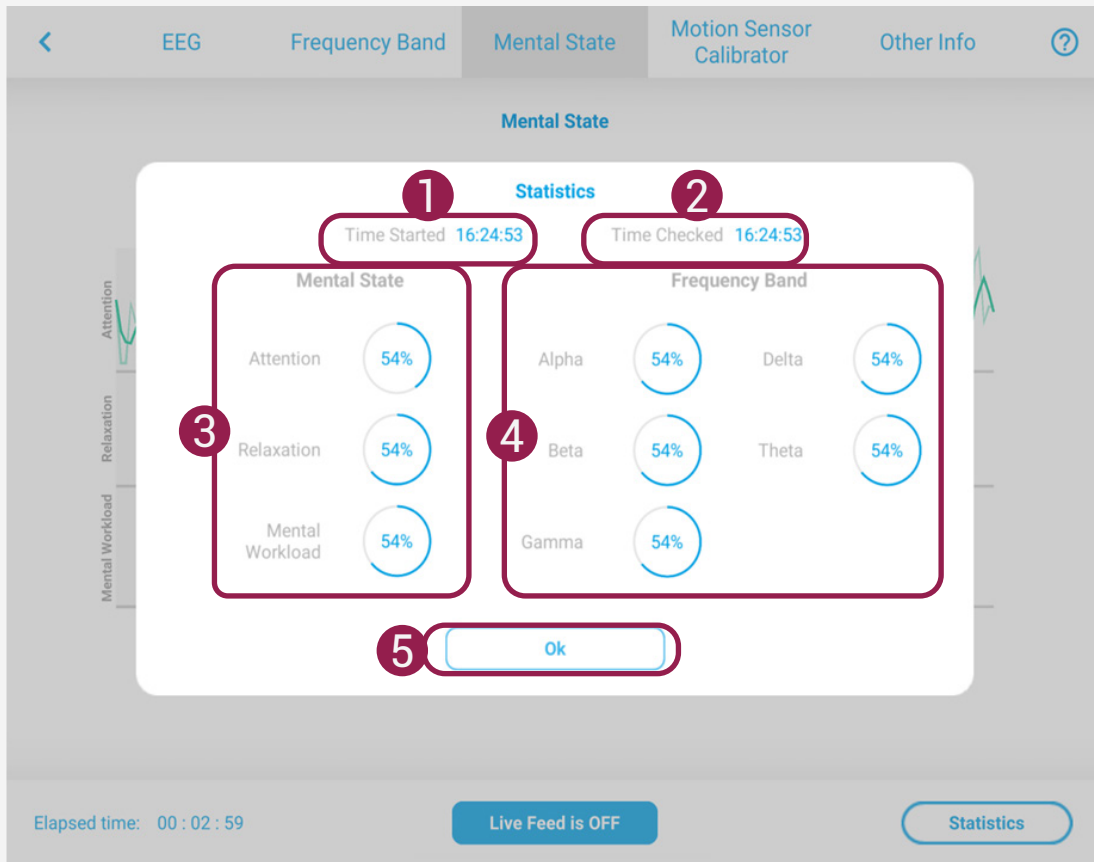 EEG
Frequency Band
Mental State
Motion Sensor
Calibrator
Other Info
?
Mental State
Statistics
1
2
Time Started 16:24:53
Time Checked 16:24:53
Mental State
Frequency Band
Attention
Relaxation
Mental Workload
3
Attention 54%
Relaxation 54%
Mental
Workload
54%
4
Alpha 54%
Delta 54%
Beta 54%
Theta 54%
Gamma 54%
5
Ok
Elapsed time: 00 : 02 : 59
Live Feed is OFF
Statistics